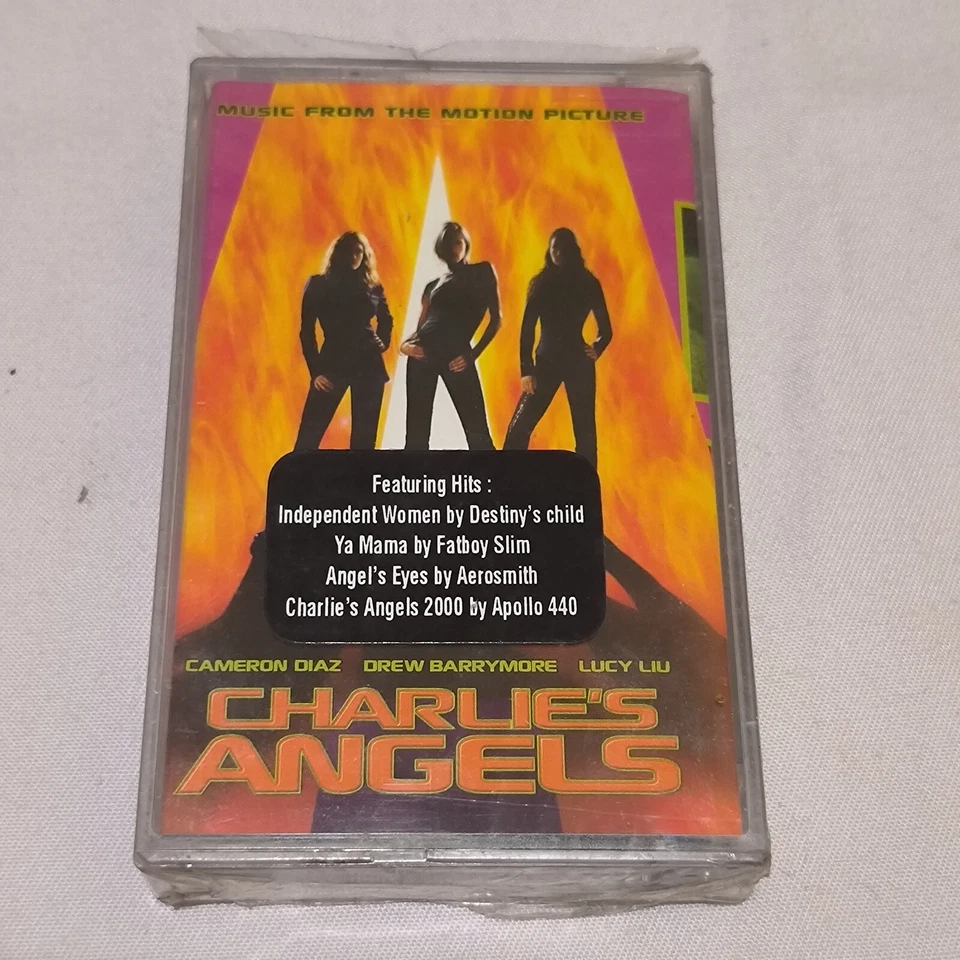 MUSIC FROM THE MOTION PICTURE
Featuring Hits :
Independent Women by Destiny's child
Ya Mama by Fatboy Slim
Angel's Eyes by Aerosmith
Charlie's Angels 2000 by Apollo 440
CAMERON DIAZ DREW BARRYMORE LUCY LIU
CHARLIE'S
ANGELS